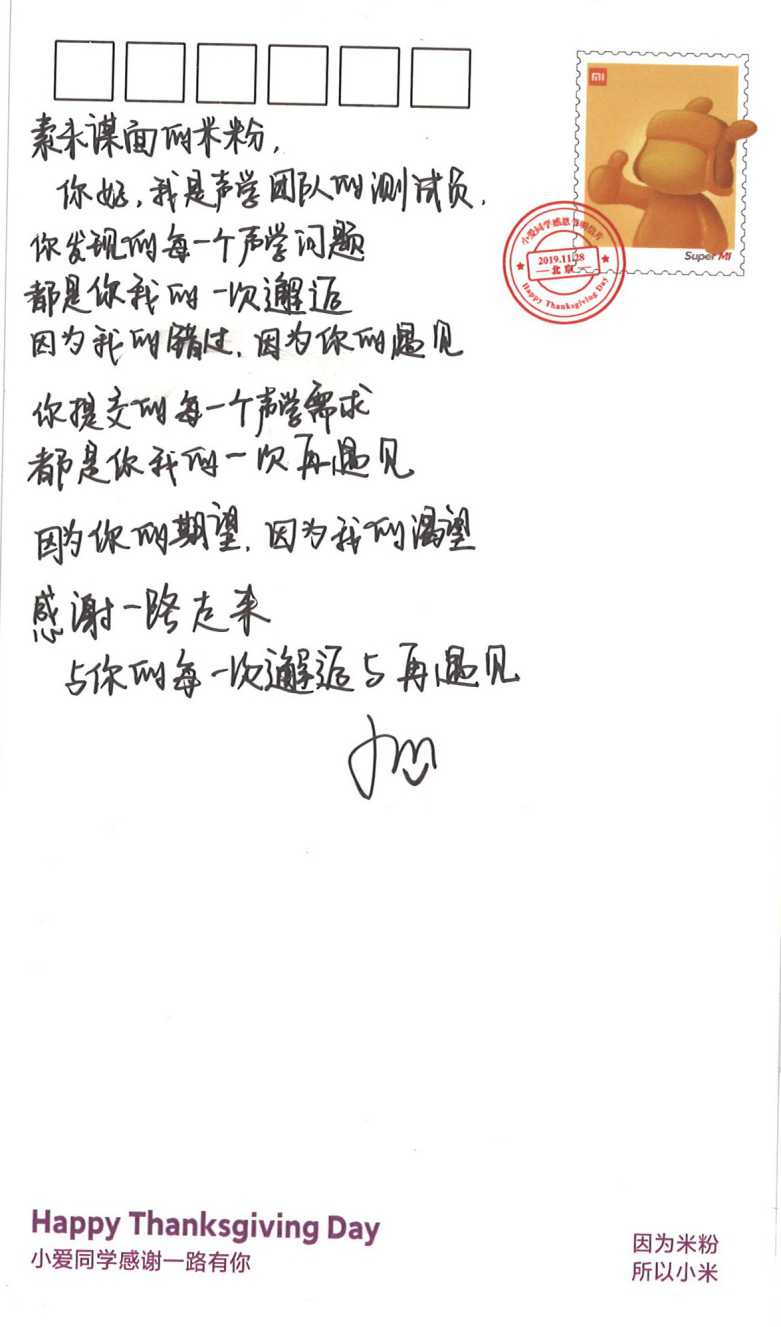 素未谋面的米粉,
你好,我是声学团队的测试员.
你发现的每一个声学问题
都是你我的一次邂逅
因为我的错过,因为你的遇见
你提交的每一个声学需求
都是你我的一次再遇见
因为你的期望,因为我的渴望
感谢一路走来
与你的每一次邂逅与再遇见
MI
Super MI
小爱同学感恩节明信片
2019.11.28
北京
Happy Thanksgiving Day
Happy Thanksgiving Day
小爱同学感谢一路有你
因为米粉
所以小米